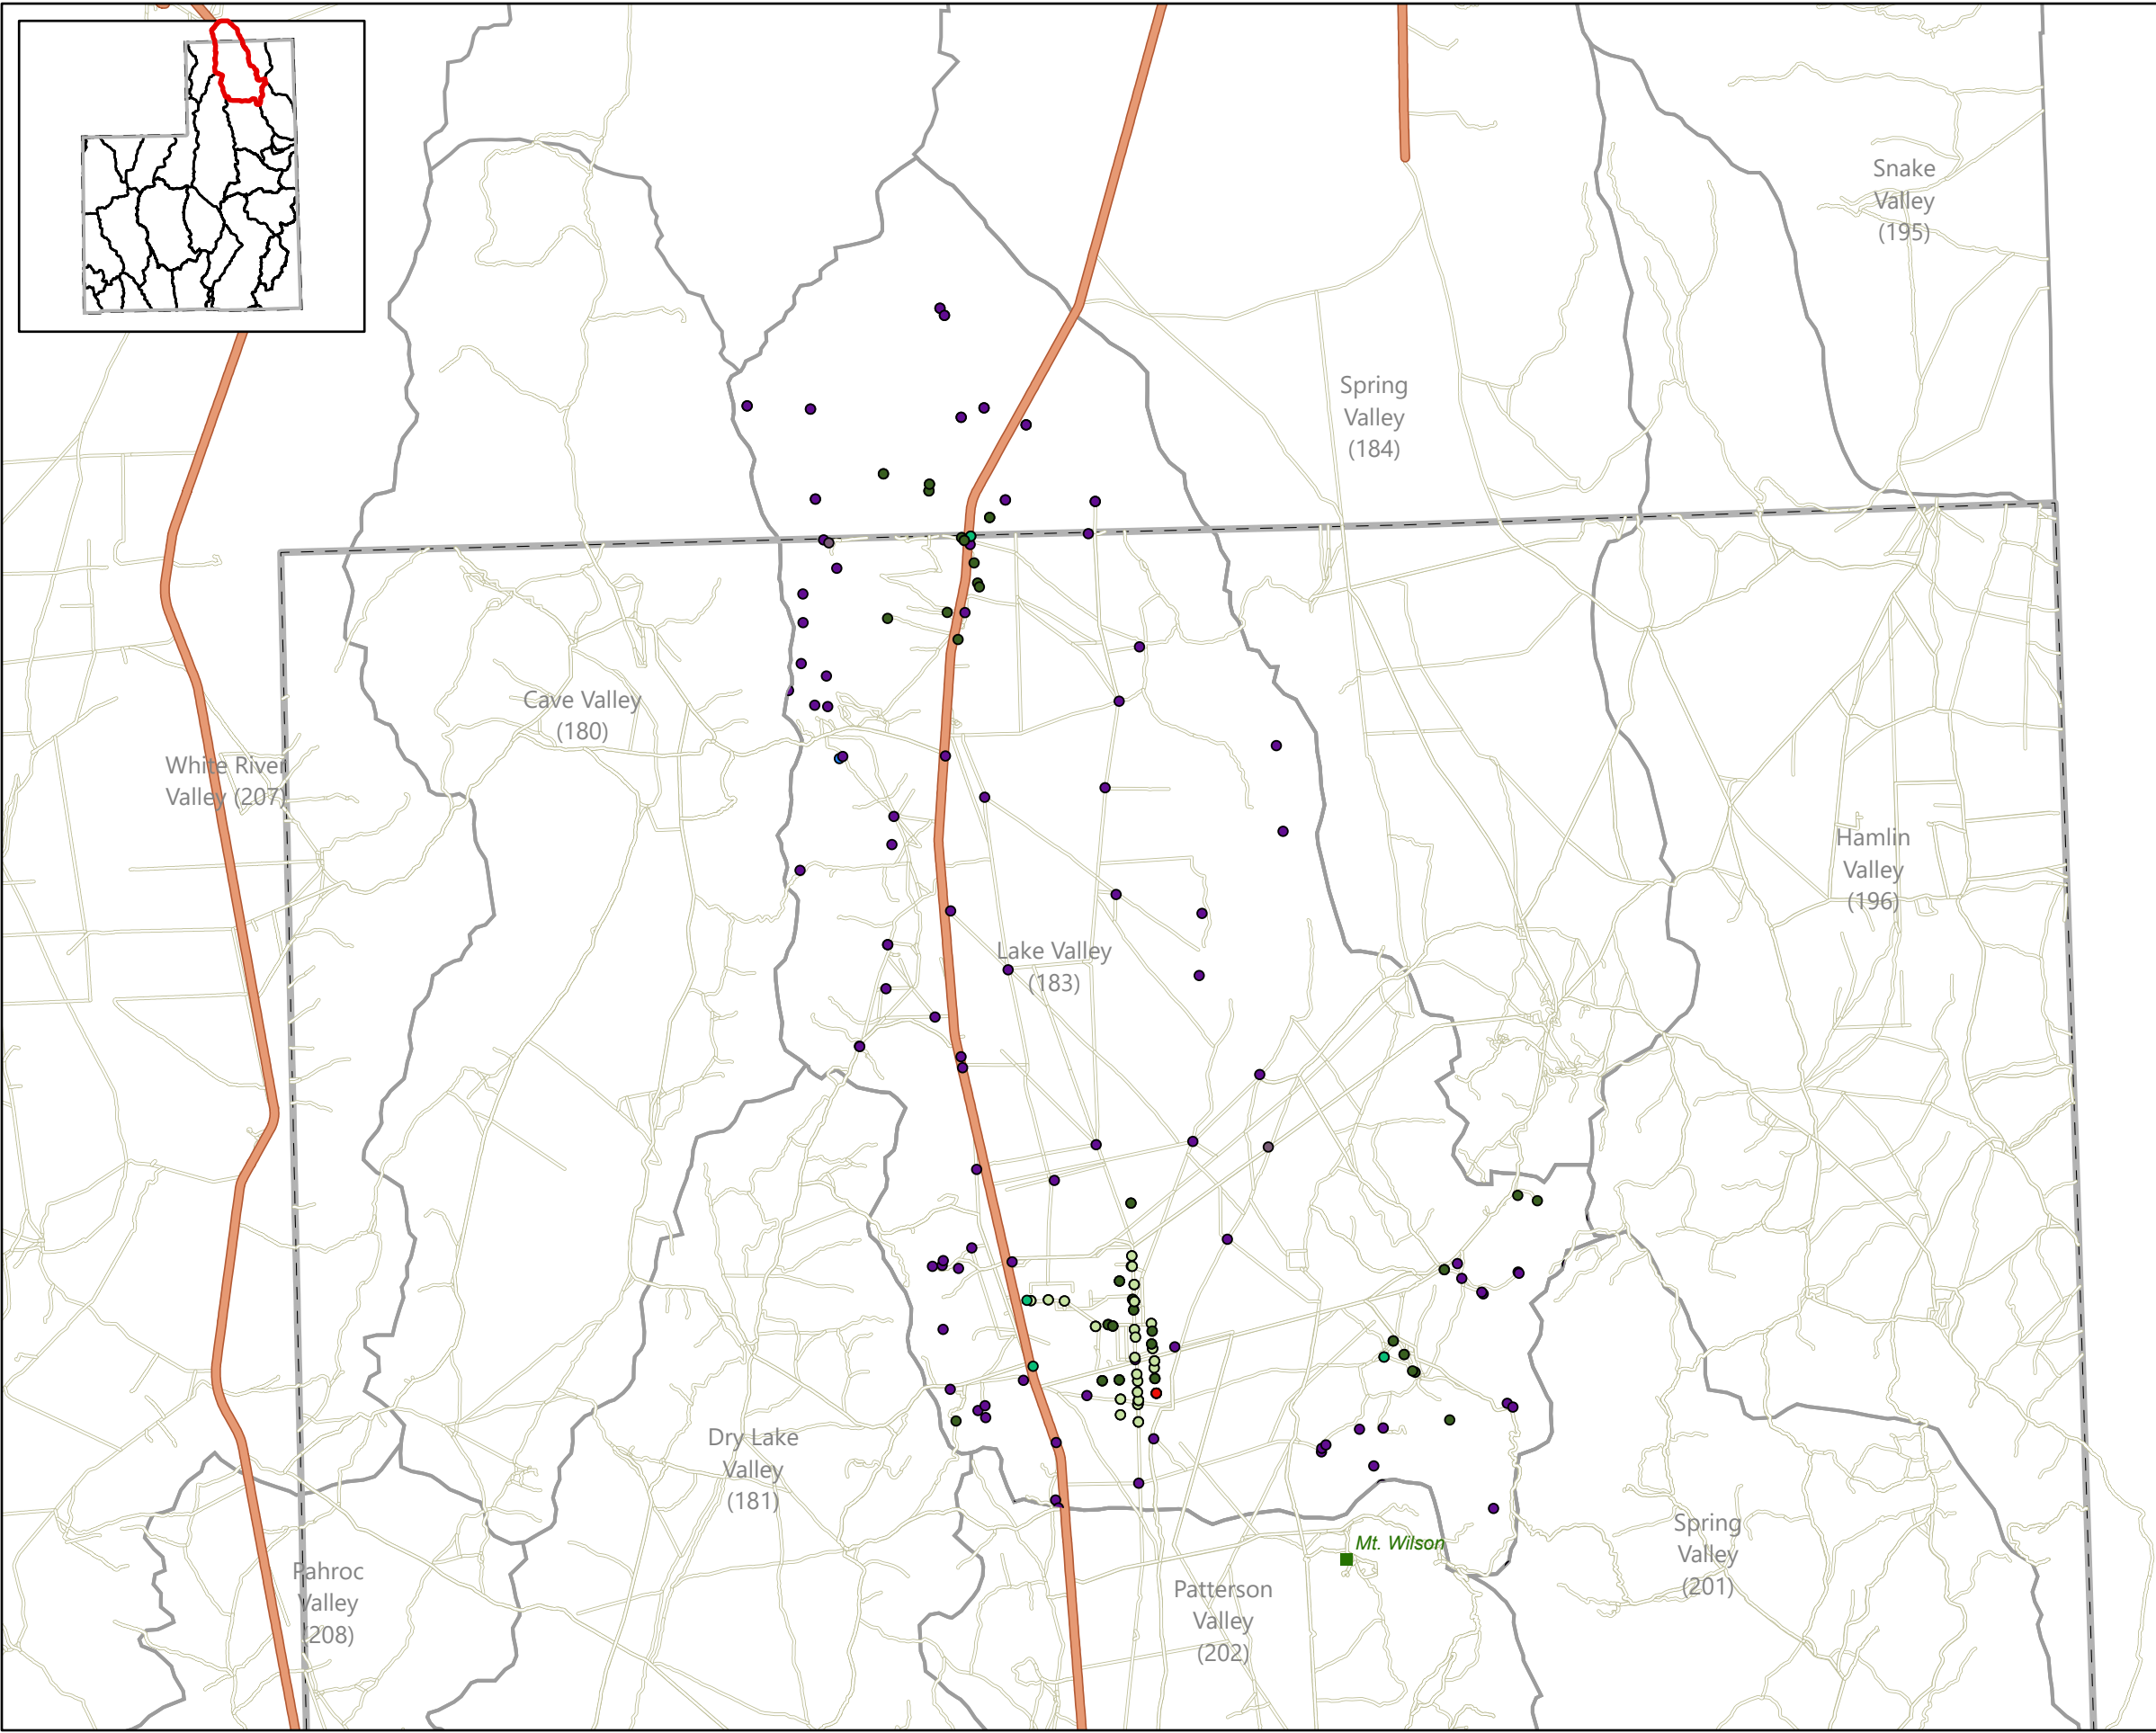 Snake
Valley
(195)
Spring
Valley
(184)
Cave Valley
(180)
White River
Valley (207)
Hamlin
Valley
(196)
Lake Valley
(183)
Dry Lake
Valley
(181)
Mt. Wilson
Spring
Valley
(201)
Pahroc
Valley
(208)
Patterson
Valley
(202)